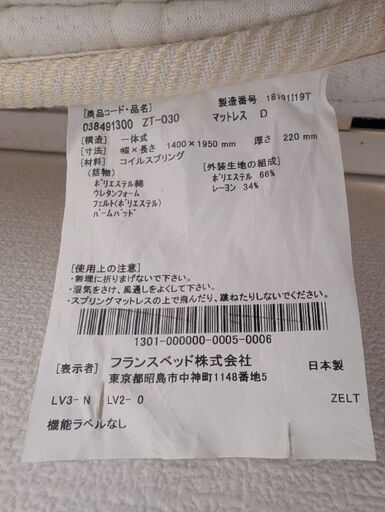 [商品コード・品名]
038491300 ZT-030
マットレス D
[構造] 一体式
[寸法] 幅×長さ 1400×1950mm 厚さ 220mm
[材料] コイルスプリング
(詰物)
ポリエステル綿
ウレタンフォーム
フェルト(ポリエステル)
パームパッド
[外装生地の組成]
ポリエステル 66%
レーヨン 34%
[使用上の注意]
・無理に折りまげないで下さい。
・湿気をさけ、風通しをよくして下さい。
・スプリングマットレスの上で飛んだり、跳ねたりしないでください。
1301-000000-0005-0006
[表示者] フランスベッド株式会社
日本製
東京都昭島市中神町1148番地5
LV3-N LV2-0
ZELT
機能ラベルなし
製造番号